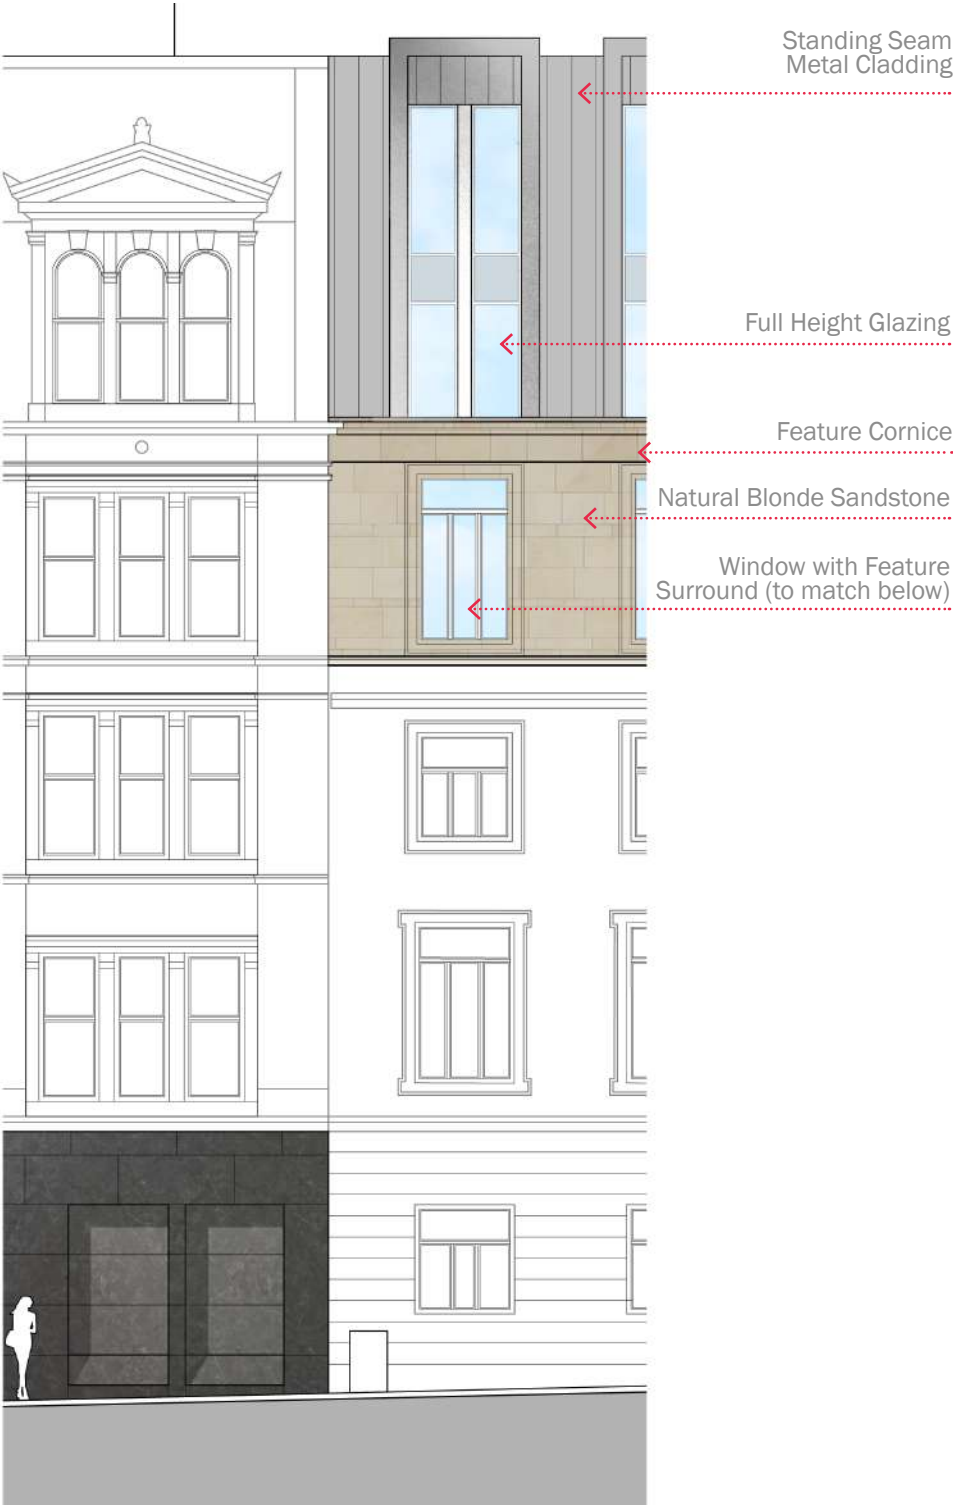 Standing Seam
Metal Cladding
Full Height Glazing
Feature Cornice
Natural Blonde Sandstone
Window with Feature
Surround (to match below)